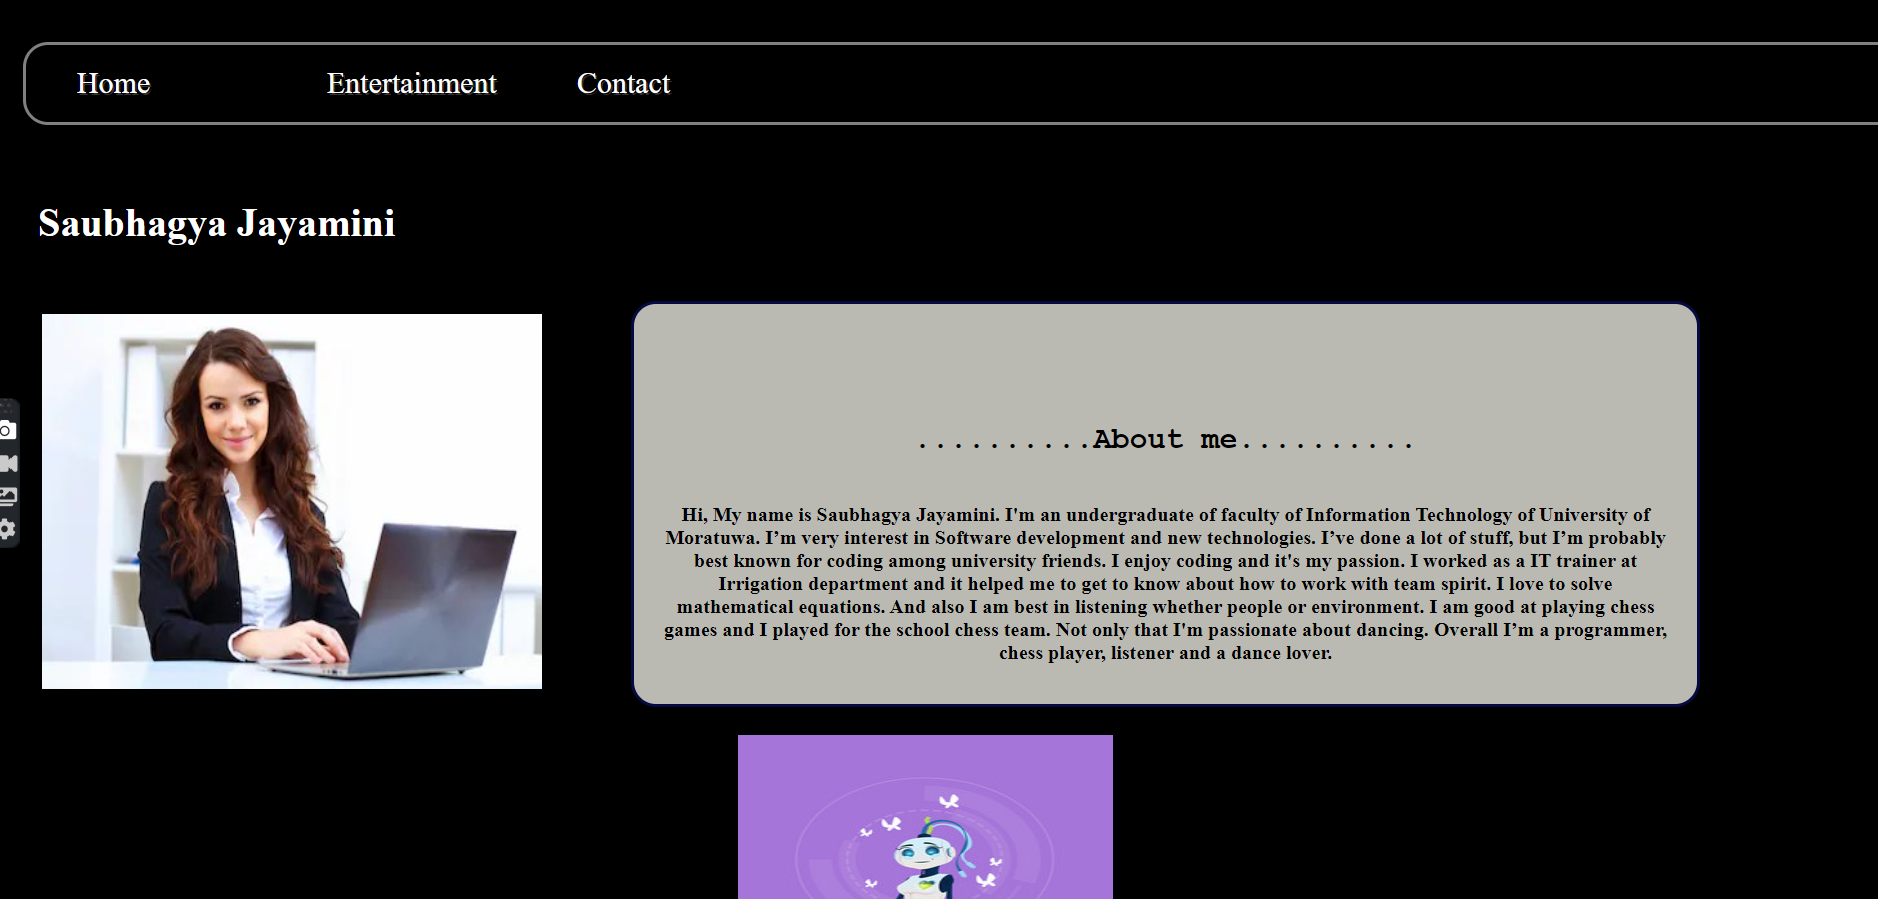 Home Entertainment Contact
Saubhagya Jayamini
..........About me..........
Hi, My name is Saubhagya Jayamini. I'm an undergraduate of faculty of Information Technology of University of
Moratuwa. I’m very interest in Software development and new technologies. I’ve done a lot of stuff, but I’m probably
best known for coding among university friends. I enjoy coding and it's my passion. I worked as a IT trainer at
Irrigation department and it helped me to get to know about how to work with team spirit. I love to solve
mathematical equations. And also I am best in listening whether people or environment. I am good at playing chess
games and I played for the school chess team. Not only that I'm passionate about dancing. Overall I’m a programmer,
chess player, listener and a dance lover.